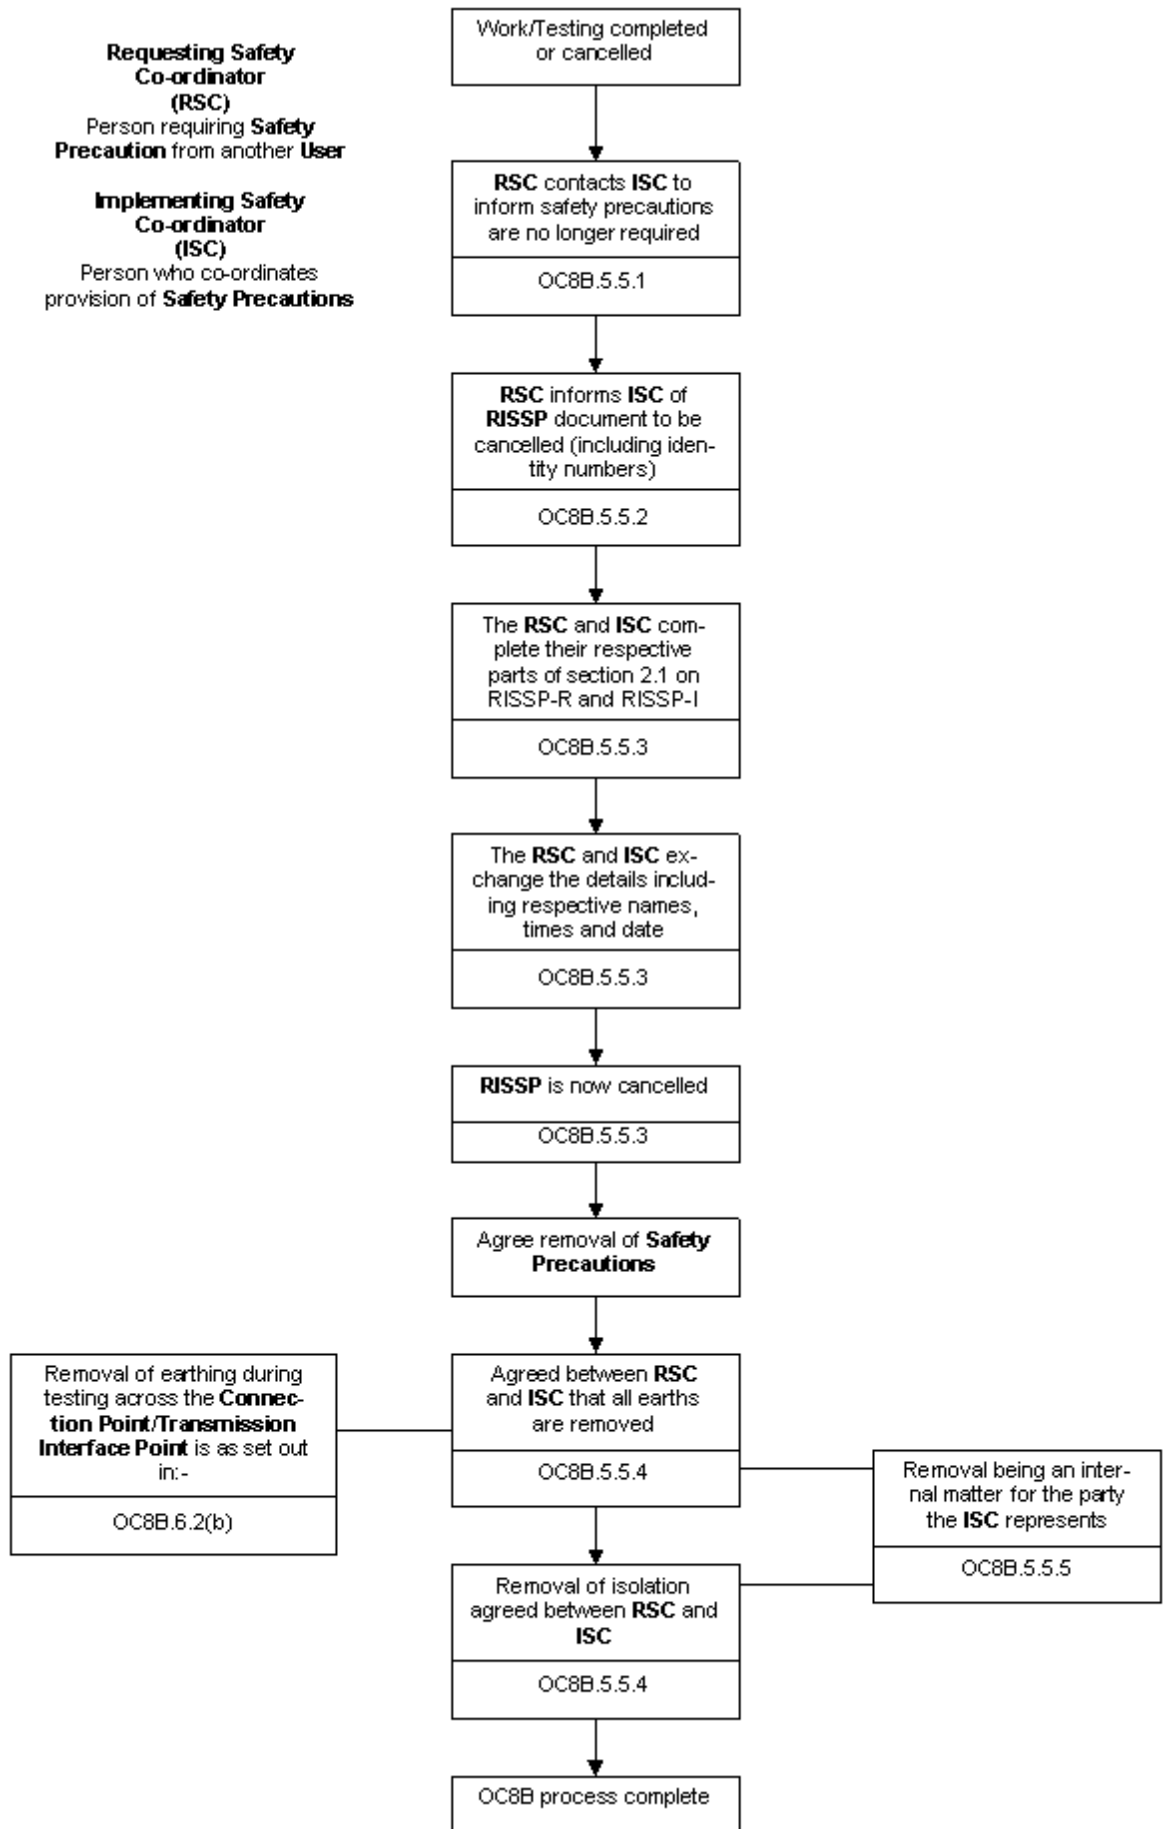 Requesting Safety
Co-ordinator
(RSC)
Person requiring Safety
Precaution from another User
Implementing Safety
Co-ordinator
(ISC)
Person who co-ordinates
provision of Safety Precautions
Work/Testing completed
or cancelled
RSC contacts ISC to
inform safety precautions
are no longer required
OC8B.5.5.1
RSC informs ISC of
RISSP document to be
cancelled (including iden-
tity numbers)
OC8B.5.5.2
The RSC and ISC com-
plete their respective
parts of section 2.1 on
RISSP-R and RISSP-I
OC8B.5.5.3
The RSC and ISC ex-
change the details includ-
ing respective names,
times and date
OC8B.5.5.3
RISSP is now cancelled
OC8B.5.5.3
Agree removal of Safety
Precautions
Removal of earthing during
testing across the Connec-
tion Point/Transmission
Interface Point is as set out
in:-
OC8B.6.2(b)
Agreed between RSC
and ISC that all earths
are removed
OC8B.5.5.4
Removal being an inter-
nal matter for the party
the ISC represents
OC8B.5.5.5
Removal of isolation
agreed between RSC and
ISC
OC8B.5.5.4
OC8B process complete